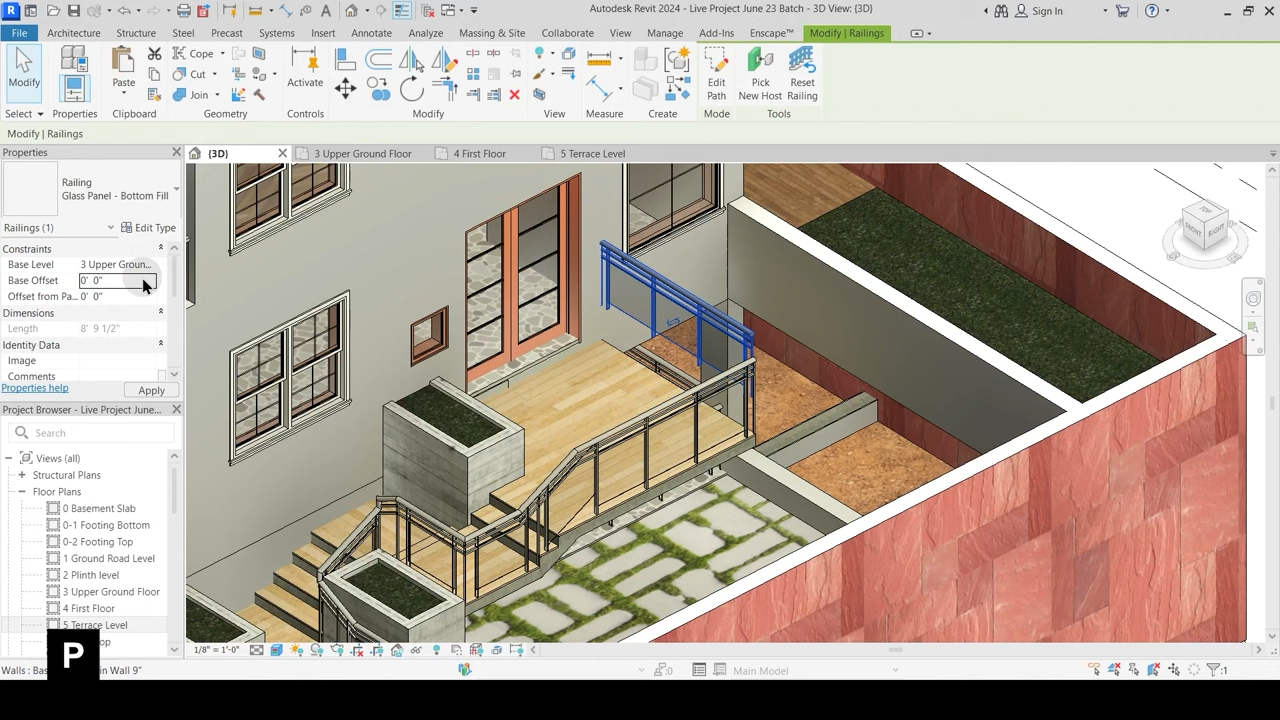 Autodesk Revit 2024 - Live Project June 23 Batch - 3D View: {3D}
Sign In
File Architecture Structure Steel Precast Systems Insert Annotate Analyze Massing & Site Collaborate View Manage Add-Ins Enscape™ Modify | Railings
Modify
Paste
Cope
Cut
Join
Activate
Edit Path
Pick New Host
Reset Railing
Select Properties Clipboard Geometry Controls Modify View Measure Create Mode Tools
Modify | Railings
Properties
{3D}
3 Upper Ground Floor
4 First Floor
5 Terrace Level
Railing
Glass Panel - Bottom Fill
Railings (1)
Edit Type
Constraints
Base Level 3 Upper Groun...
Base Offset 0' 0"
Offset from Pa... 0' 0"
Dimensions
Length 8' 9 1/2"
Identity Data
Image
Comments
Properties help
Apply
Project Browser - Live Project June...
Search
Views (all)
Structural Plans
Floor Plans
0 Basement Slab
0-1 Footing Bottom
0-2 Footing Top
1 Ground Road Level
2 Plinth level
3 Upper Ground Floor
4 First Floor
5 Terrace Level
P
TOP
FRONT
RIGHT
1/8" = 1'-0"
:0
Main Model
:1